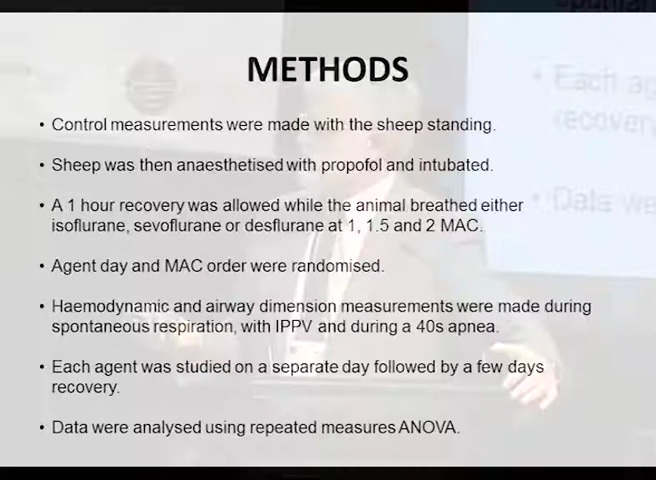 METHODS
• Control measurements were made with the sheep standing.
• Sheep was then anaesthetised with propofol and intubated.
• A 1 hour recovery was allowed while the animal breathed either
isoflurane, sevoflurane or desflurane at 1, 1.5 and 2 MAC.
• Agent day and MAC order were randomised.
• Haemodynamic and airway dimension measurements were made during
spontaneous respiration, with IPPV and during a 40s apnea.
• Each agent was studied on a separate day followed by a few days
recovery.
• Data were analysed using repeated measures ANOVA.
• Each
recovery
• Data